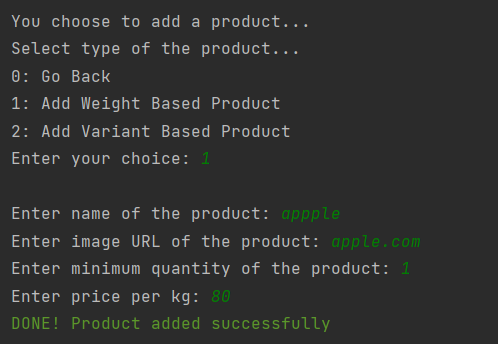 You choose to add a product...
Select type of the product...
0: Go Back
1: Add Weight Based Product
2: Add Variant Based Product
Enter your choice: 1
Enter name of the product: appple
Enter image URL of the product: apple.com
Enter minimum quantity of the product: 1
Enter price per kg: 80
DONE! Product added successfully